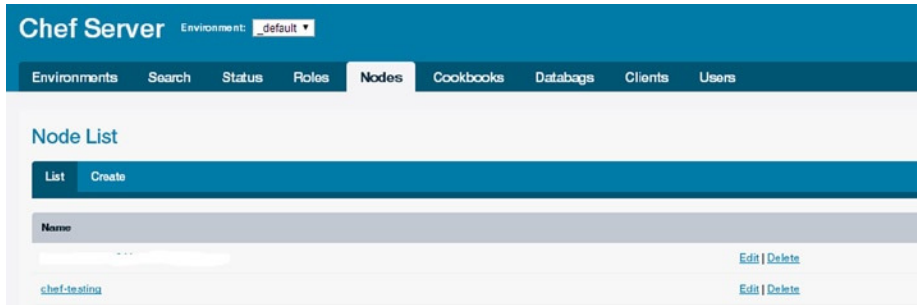 Chef Server Environment: _default
Environments Search Status Roles Nodes Cookbooks Databags Clients Users
Node List
List Create
Name
Edit | Delete
chef-testing Edit | Delete